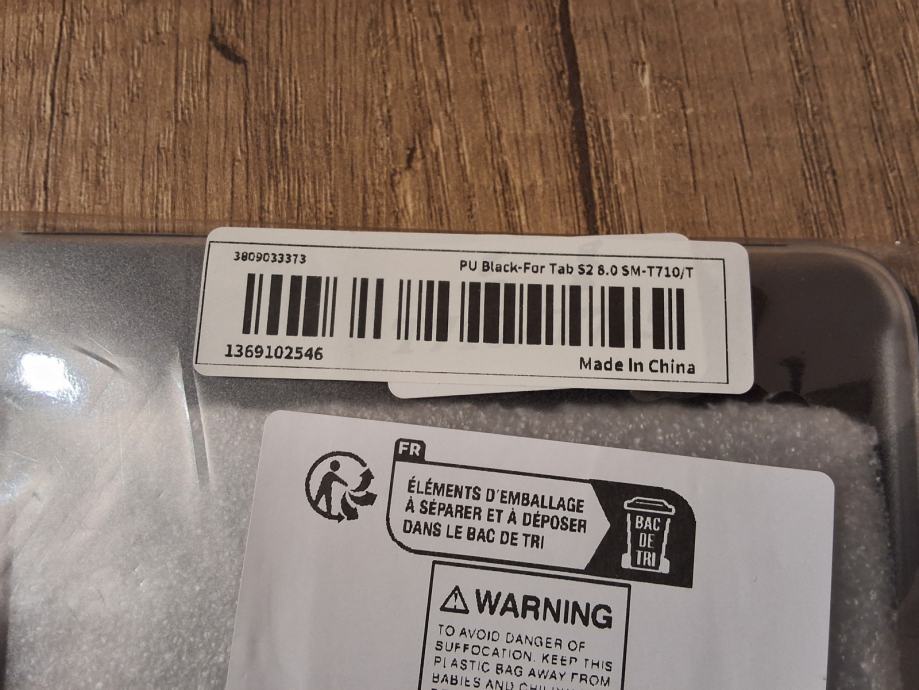 3809033373
PU Black-For Tab S2 8.0 SM-T710/T
1369102546
Made In China
FR
ÉLÉMENTS D'EMBALLAGE
À SÉPARER ET À DÉPOSER
DANS LE BAC DE TRI
BAC
DE
TRI
WARNING
TO AVOID DANGER OF
SUFFOCATION, KEEP THIS
PLASTIC BAG AWAY FROM
BABIES AND